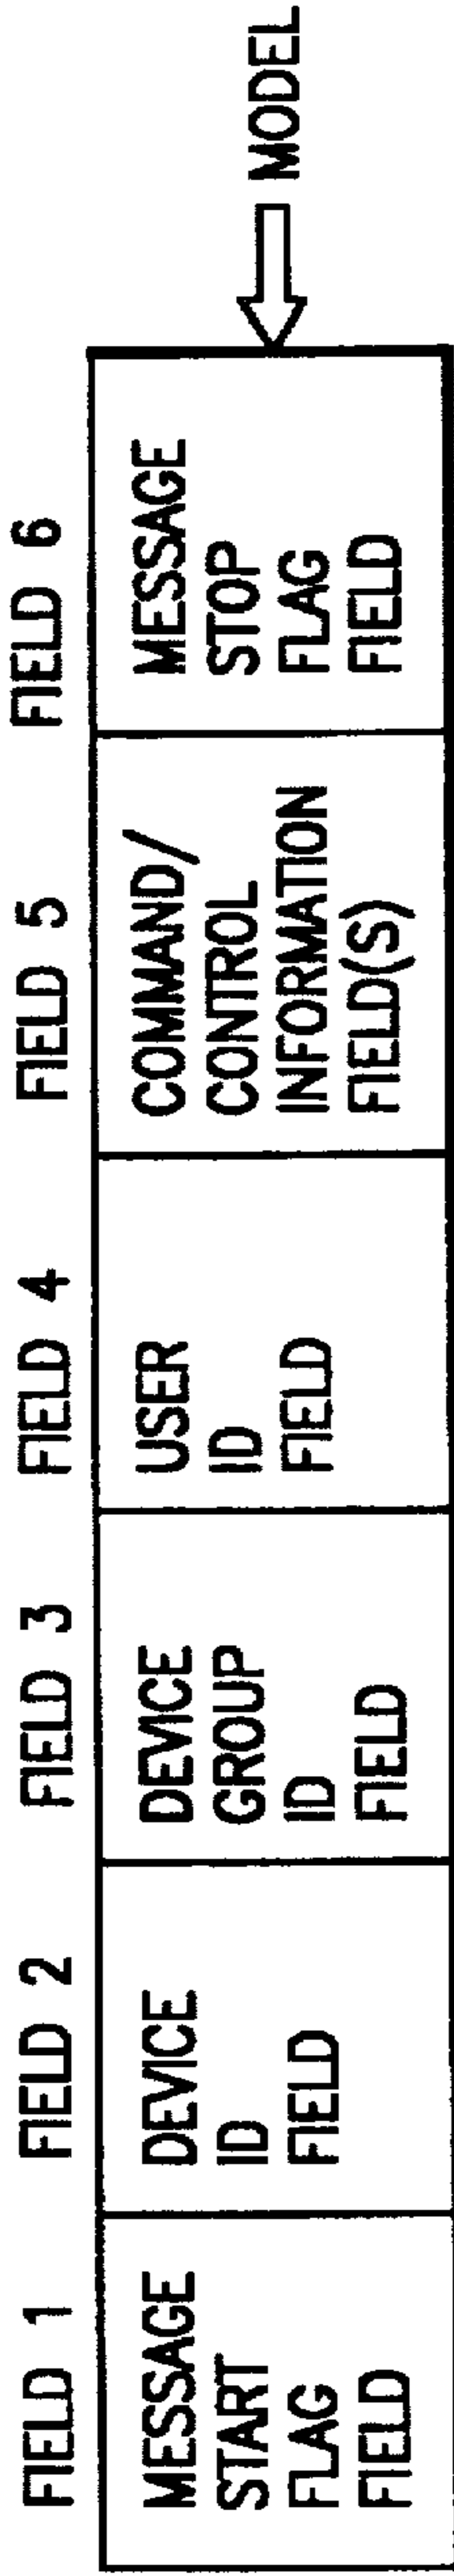 FIELD 1
FIELD 2
FIELD 3
FIELD 4
FIELD 5
FIELD 6
MESSAGE
START
FLAG
FIELD
DEVICE
ID
FIELD
DEVICE
GROUP
ID
FIELD
USER
ID
FIELD
COMMAND/
CONTROL
INFORMATION
FIELD(S)
MESSAGE
STOP
FLAG
FIELD
MODEL